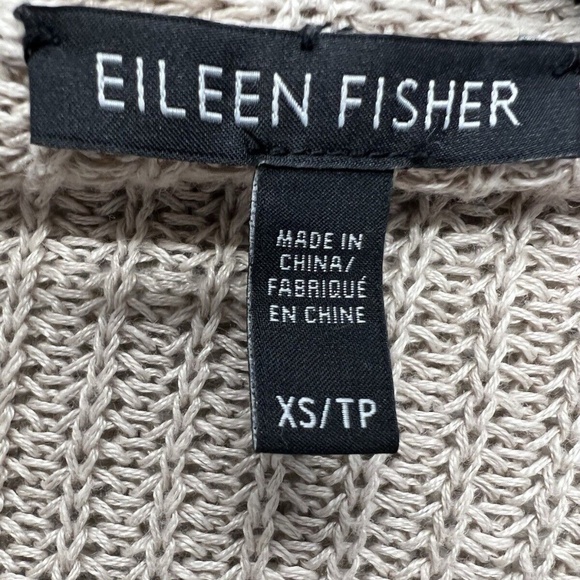 EILEEN FISHER
MADE IN
CHINA/
FABRIQUÉ
EN CHINE
XS/TP